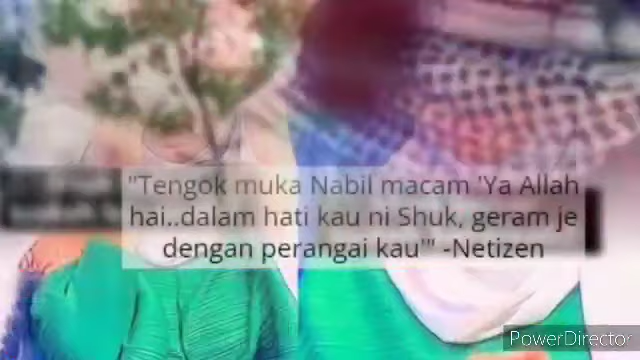 "Tengok muka Nabil macam 'Ya Allah
hai..dalam hati kau ni Shuk, geram je
dengan perangai kau'" -Netizen
PowerDirector